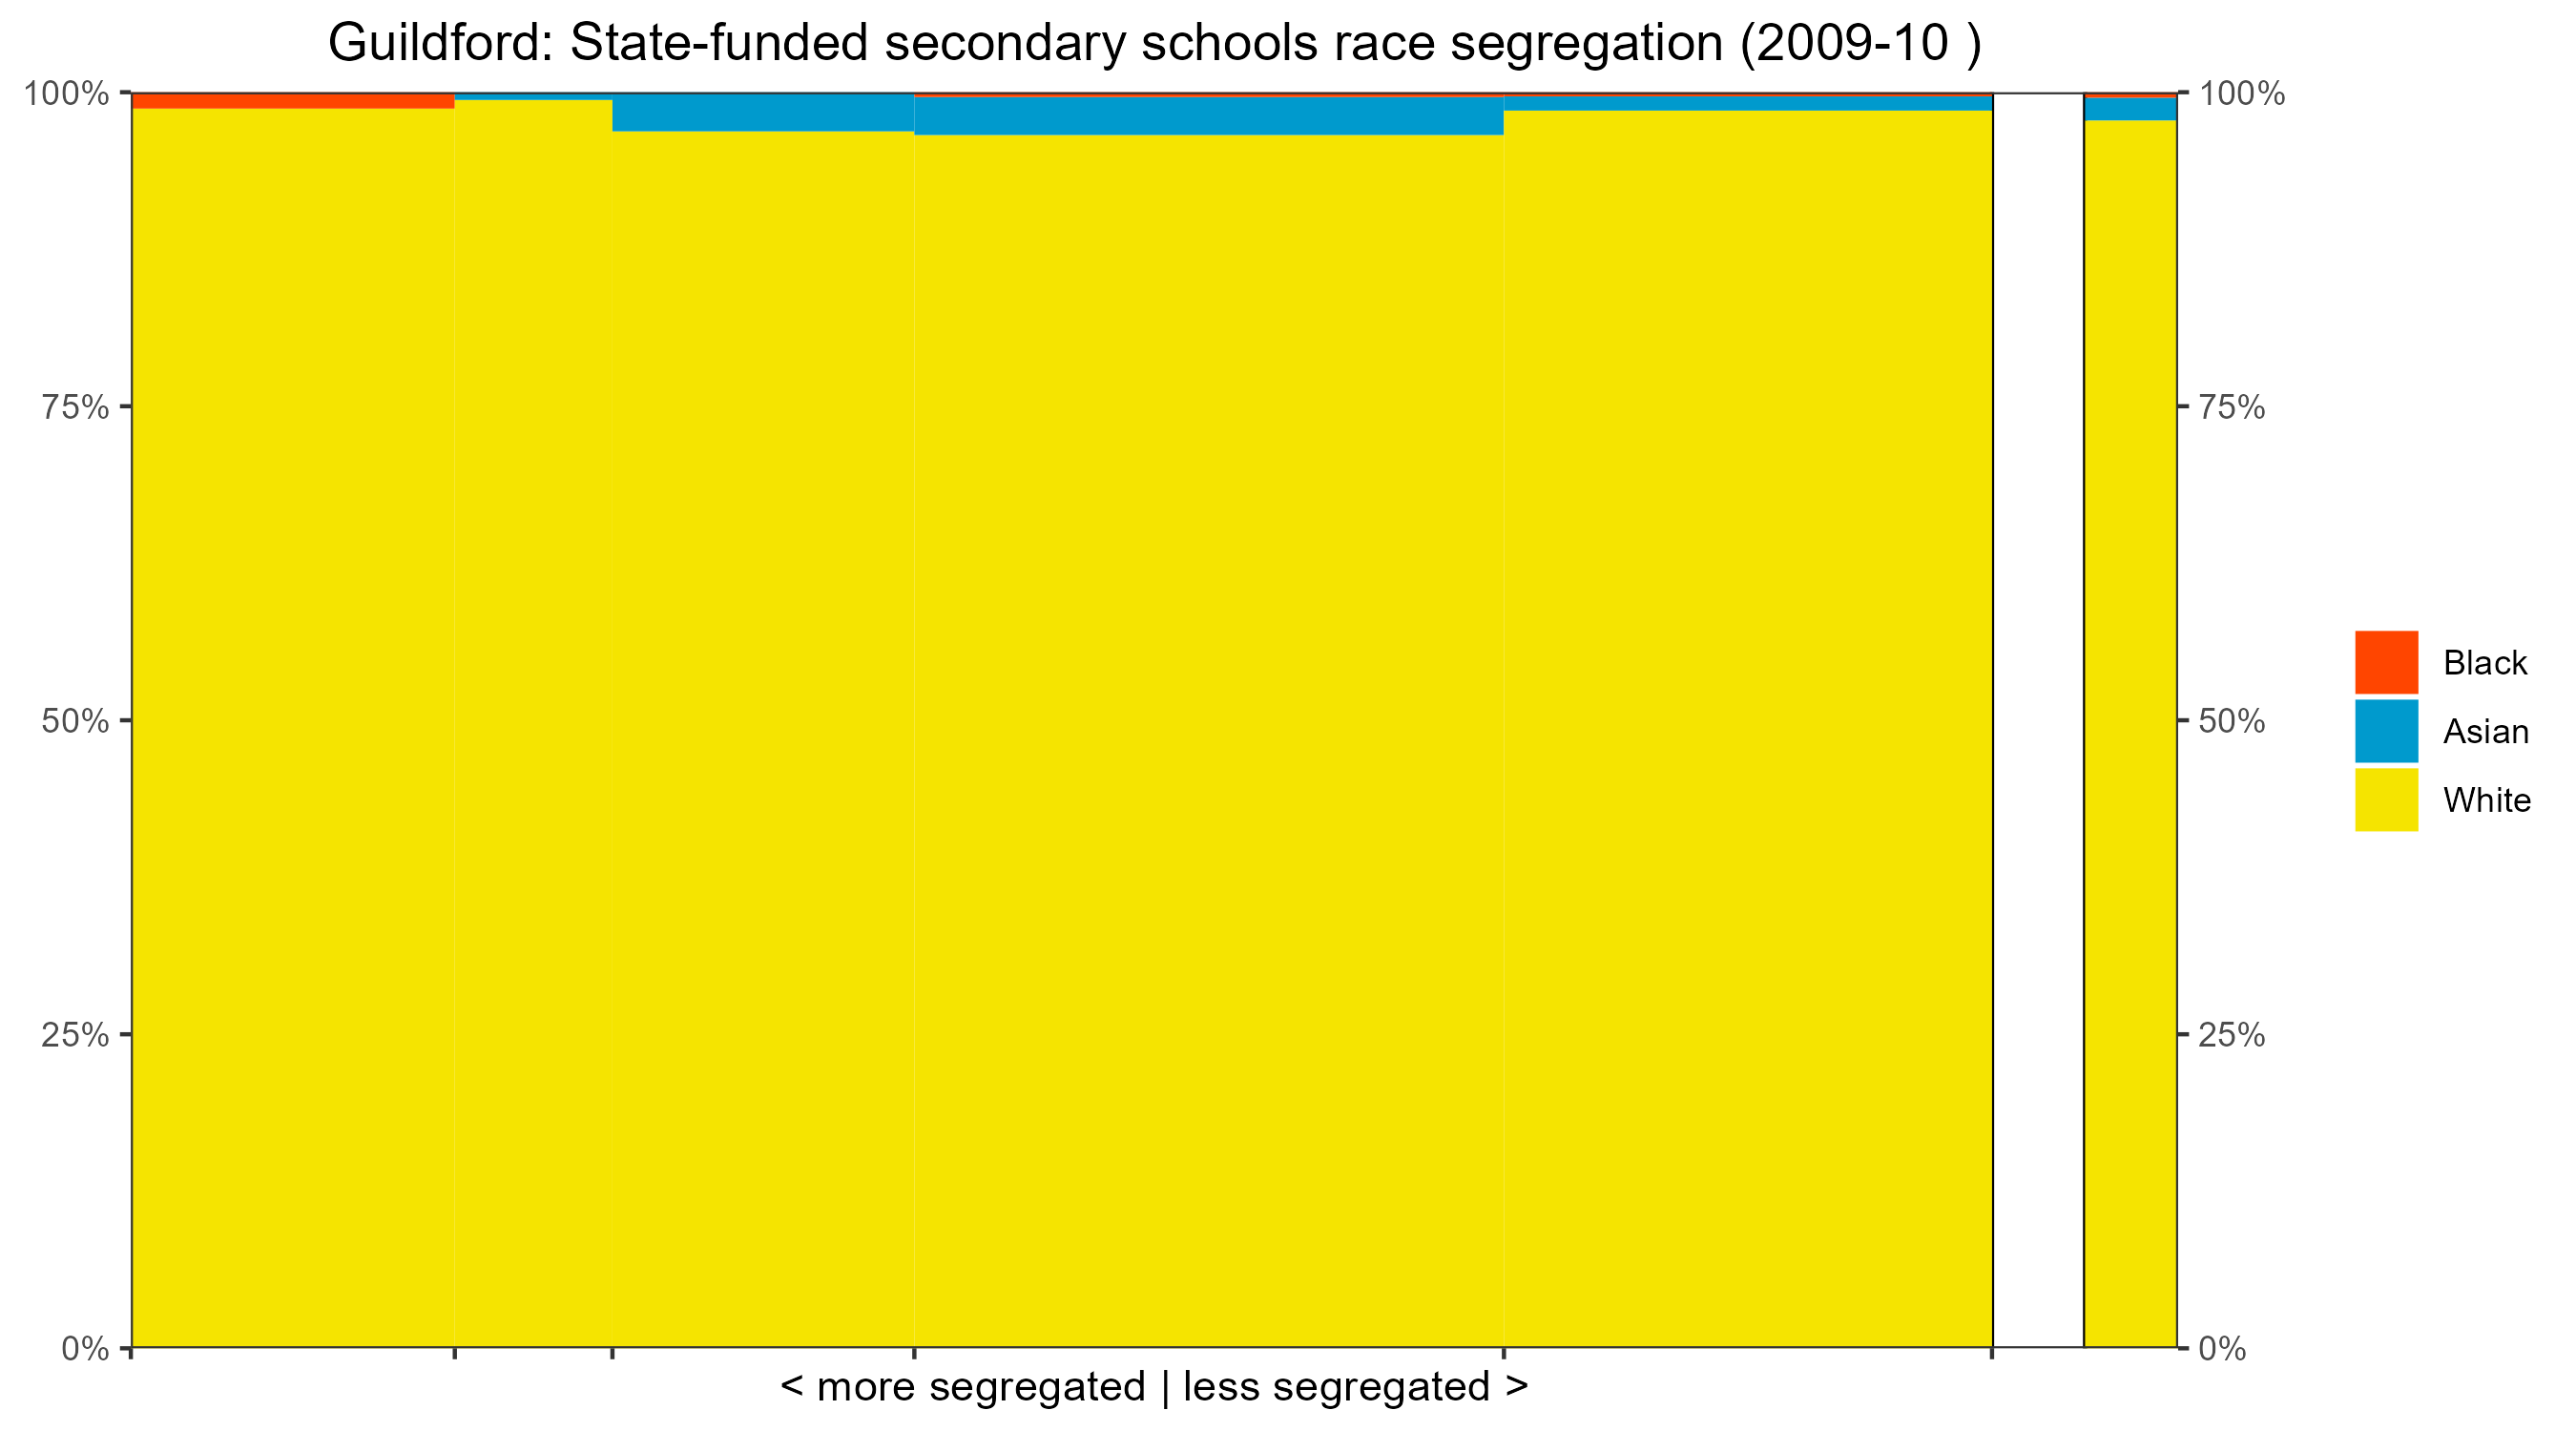 Guildford: State-funded secondary schools race segregation (2009-10 )
100%
75%
50%
25%
0%
100%
75%
50%
25%
0%
Black
Asian
White
< more segregated | less segregated >